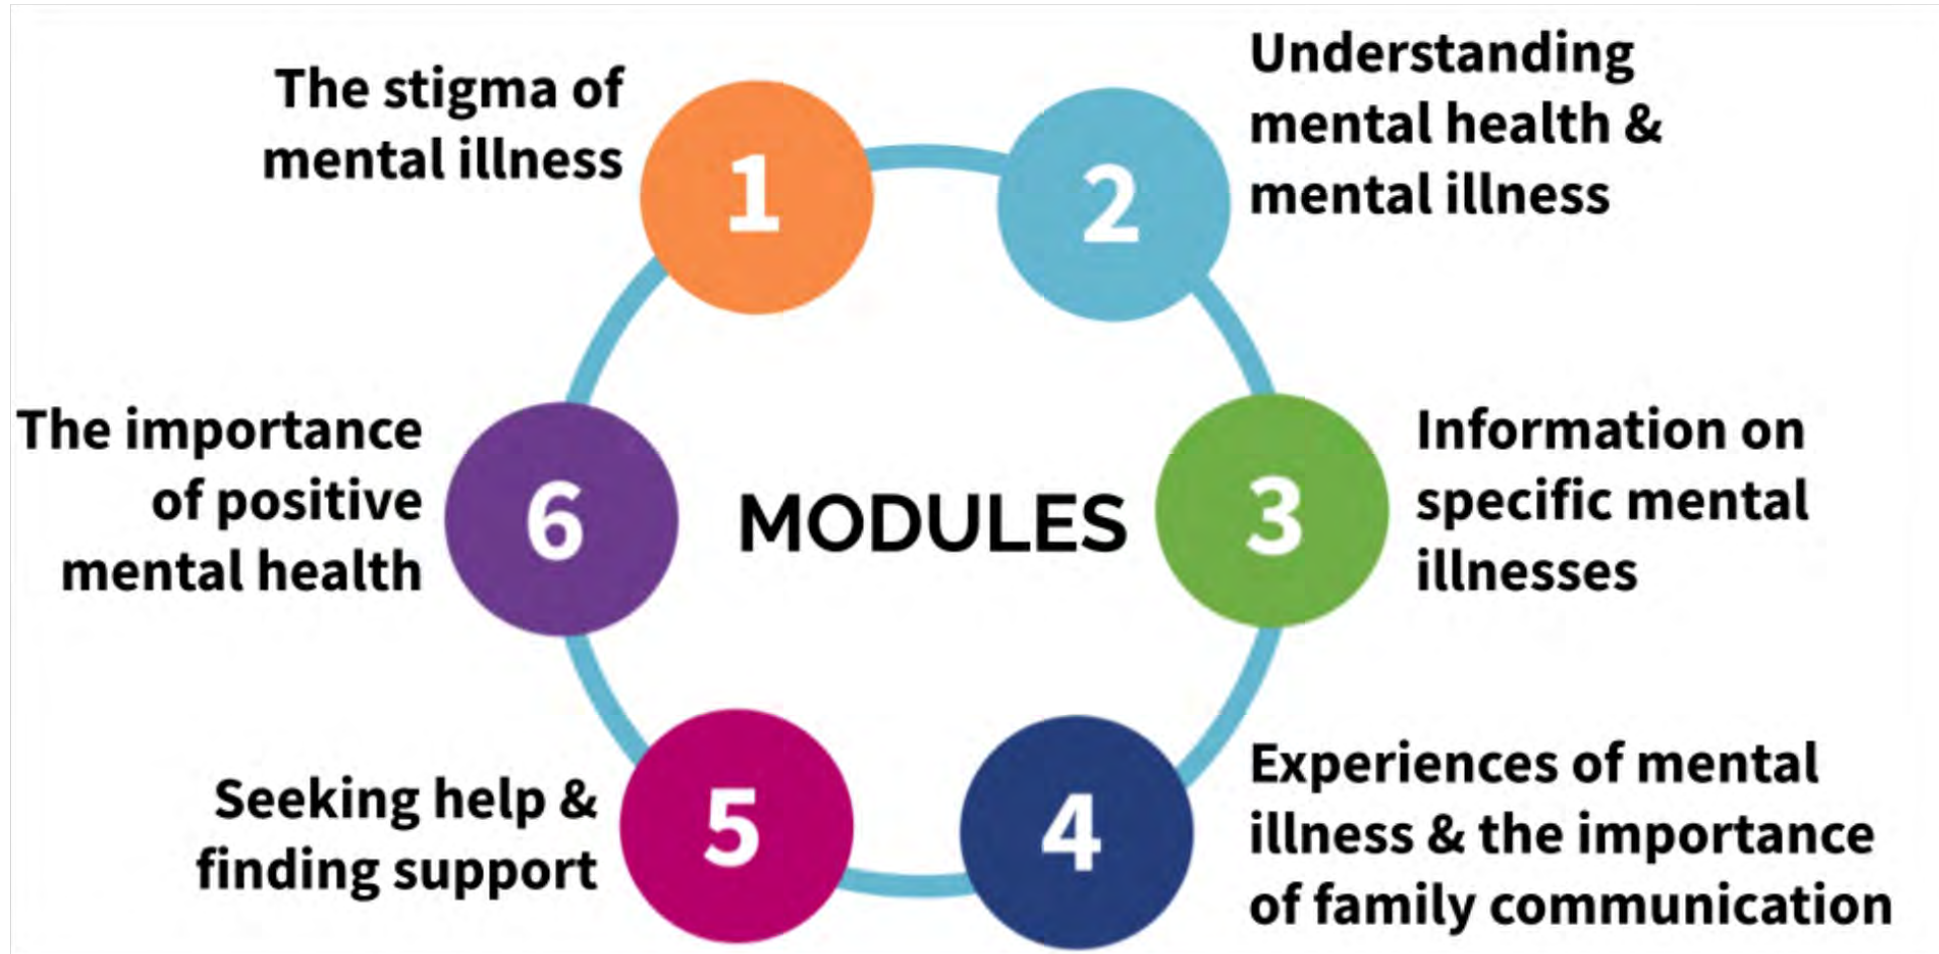 The stigma of
mental illness
1
2
Understanding
mental health &
mental illness
3
Information on
specific mental
illnesses
4
Experiences of mental
illness & the importance
of family communication
5
Seeking help &
finding support
6
The importance
of positive
mental health
MODULES